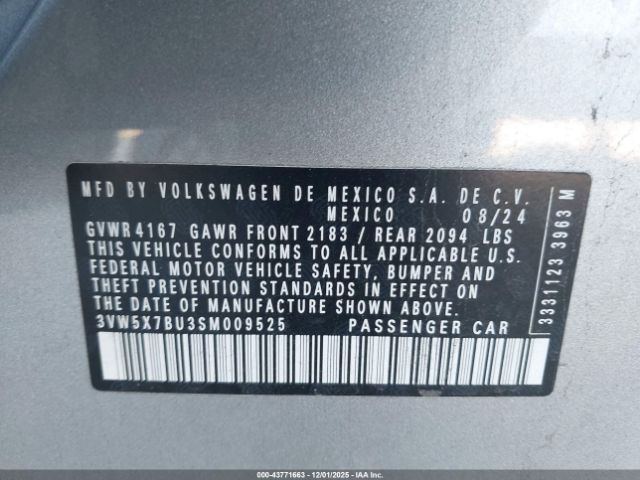 MFD BY VOLKSWAGEN DE MEXICO S.A. DE C.V.
MEXICO 08/24
GVWR 4167 GAWR FRONT 2183 / REAR 2094 LBS
THIS VEHICLE CONFORMS TO ALL APPLICABLE U.S.
FEDERAL MOTOR VEHICLE SAFETY, BUMPER AND
THEFT PREVENTION STANDARDS IN EFFECT ON
THE DATE OF MANUFACTURE SHOWN ABOVE.
3VW5X7BU3SM009525 PASSENGER CAR
3331123 3963 M
000-43771663 | 12/01/2025 | IAAI.COM